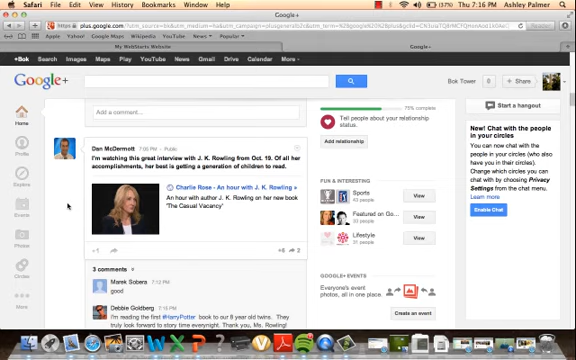 Safari File Edit View History Bookmarks Window Help
(37%) Thu 7:16 PM Ashley Palmer
Google+
Apple Yahoo! Google Maps YouTube Wikipedia News Popular
My WebStarts Website
Google+
+Bok Search Images Maps Play YouTube News Gmail Drive Calendar More
Google+
Bok Tower 0 + Share
Home
Profile
Explore
Events
Photos
Circles
More
Add a comment...
Dan McDermott 7:05 PM Public
I'm watching this great interview with J. K. Rowling from Oct. 19. Of all her
accomplishments, her best is getting a generation of children to read.
Charlie Rose - An hour with J. K. Rowling »
An hour with author J.K. Rowling on her new book
"The Casual Vacancy"
+1
+6 2
3 comments
Marek Sobera 7:12 PM
good
Debbie Goldberg
I'm reading the first #HarryPotter book to our 8 year old twins. They
truly look forward to story time everynight. Thank you, Ms. Rowling!
75% complete
Tell people about your relationship
status.
Add relationship
FUN & INTERESTING
Sports
View
Featured on Go...
View
Lifestyle
View
GOOGLE+ EVENTS
Everyone's event
photos, all in one place.
Create an event
Start a hangout
New! Chat with the people
in your circles
You can now chat with people
in your circles (who also
have you in their circles).
Change which circles you
can chat with by choosing Privacy
Settings from the chat menu.
Learn more
Enable Chat